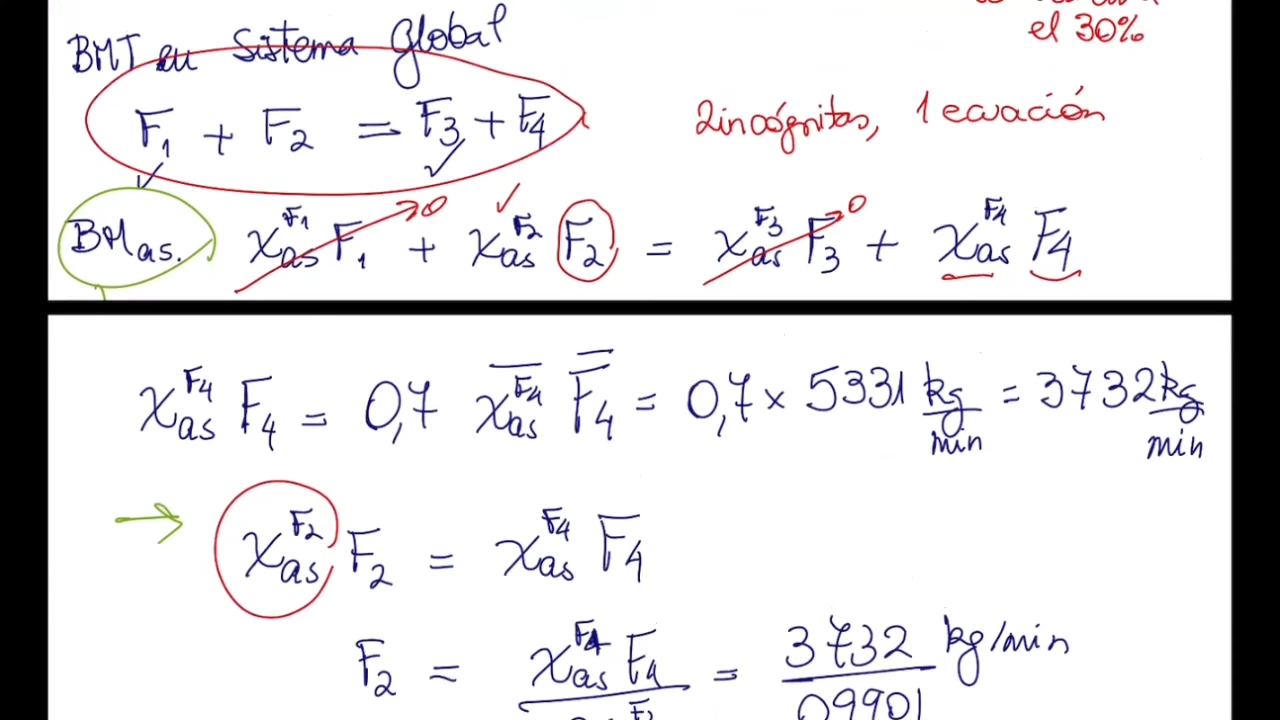 el 30%
BMT en Sistema Global
F₁ + F₂ = F₃ + F₄
2 incógnitas, 1 ecuación
BMas. x_as^F₁ F₁ →0 + x_as^F₂ F₂ = x_as^F₃ F₃ →0 + x_as^F₄ F₄
x_as^F₄ F₄ = 0,7 x_as^F₄ F₄ = 0,7 × 5331 kg/min = 3732 kg/min
→ x_as^F₂ F₂ = x_as^F₄ F₄
F₂ = x_as^F₄ F₄ / = 3732 kg/min / 0,9901